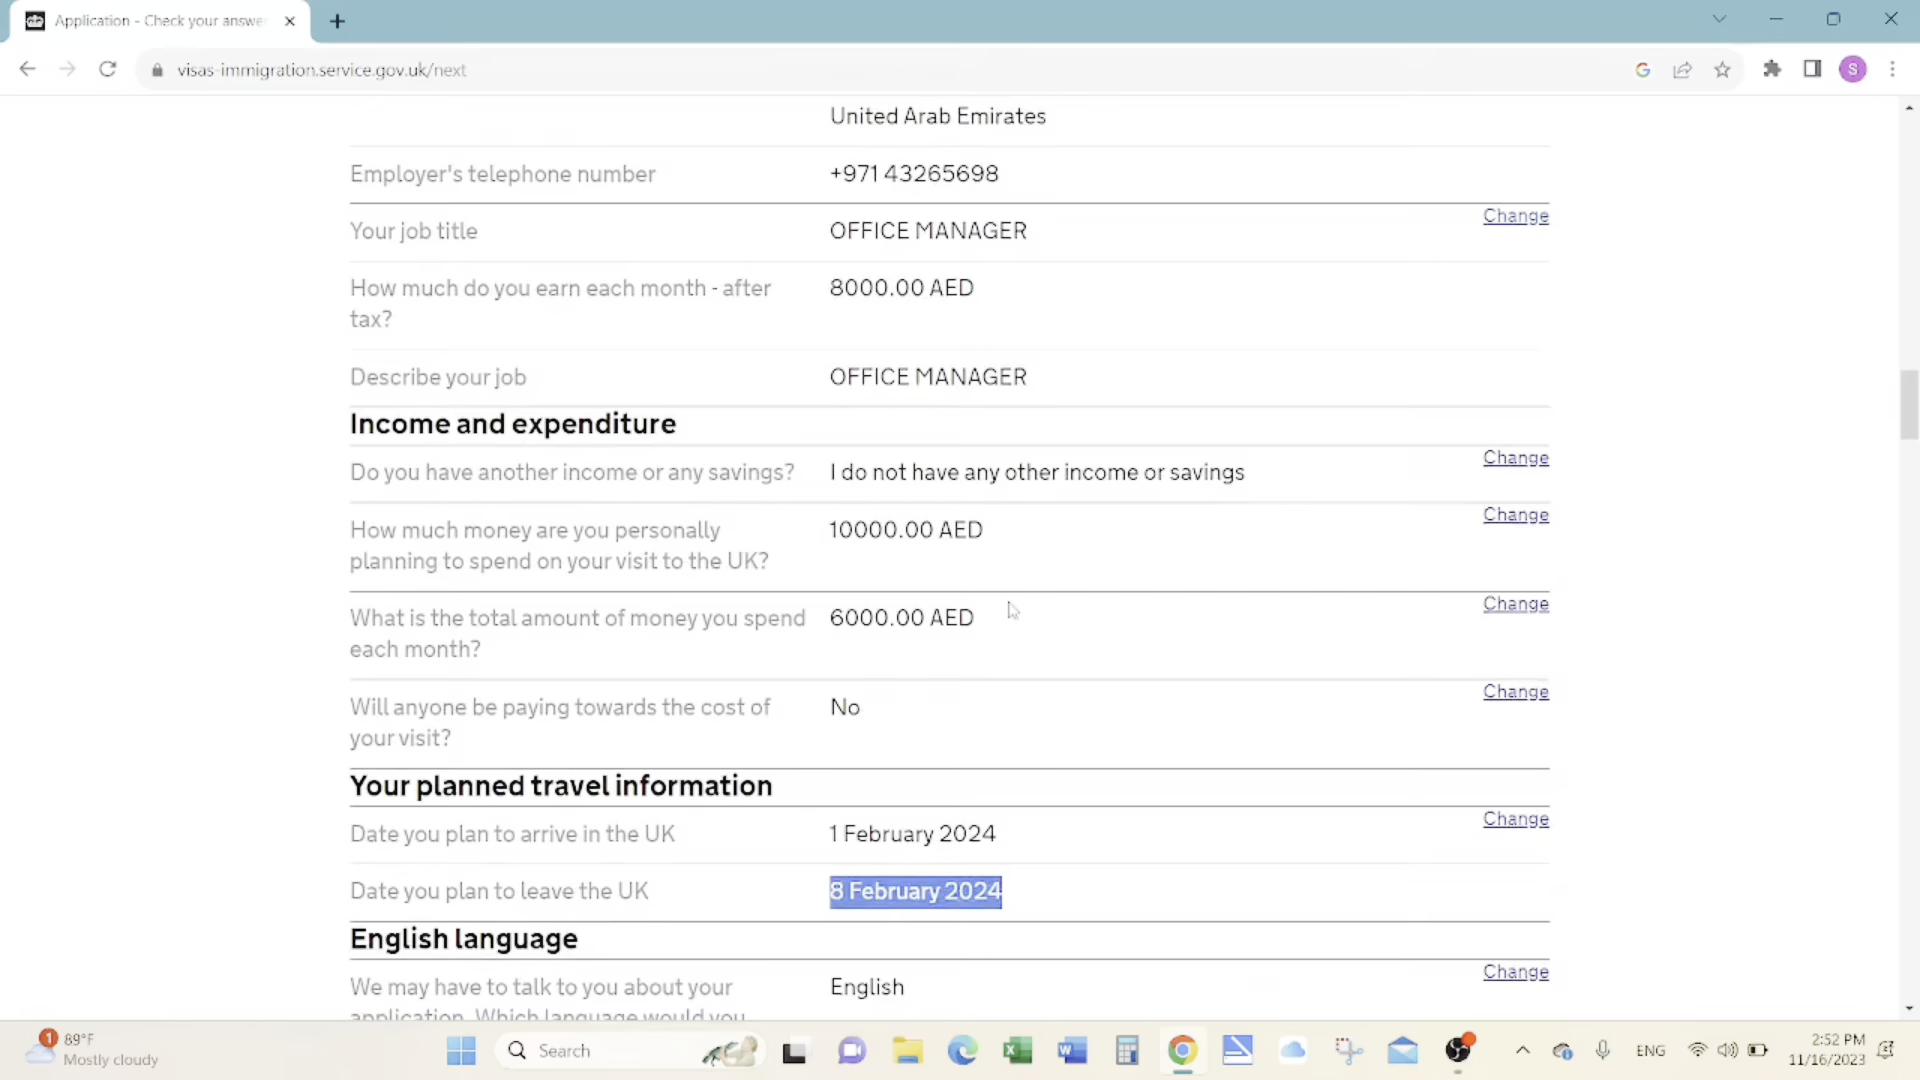 Application - Check your answe
visas-immigration.service.gov.uk/next
S
United Arab Emirates
Employer's telephone number +971 43265698
Change
Your job title OFFICE MANAGER
How much do you earn each month - after 8000.00 AED
tax?
Describe your job OFFICE MANAGER
Income and expenditure
Change
Do you have another income or any savings? I do not have any other income or savings
Change
How much money are you personally 10000.00 AED
planning to spend on your visit to the UK?
Change
What is the total amount of money you spend 6000.00 AED
each month?
Change
Will anyone be paying towards the cost of No
your visit?
Your planned travel information
Change
Date you plan to arrive in the UK 1 February 2024
Date you plan to leave the UK 8 February 2024
English language
Change
We may have to talk to you about your English
application. Which language would you
1 89°F
Mostly cloudy
Search
ENG
2:52 PM
11/16/2023